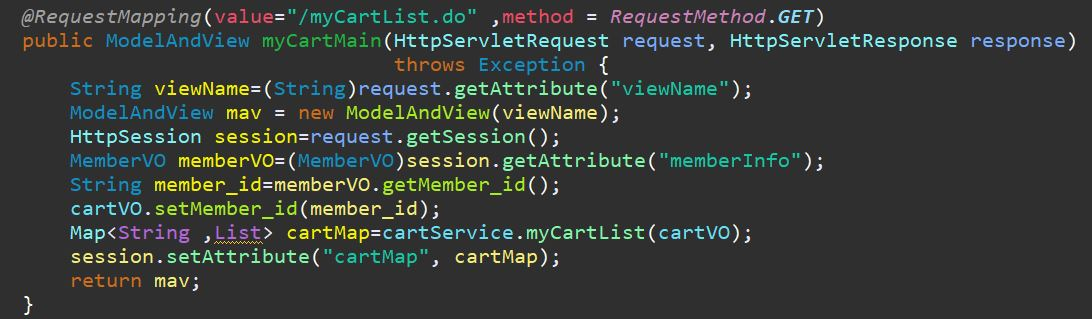 @RequestMapping(value="/myCartList.do" ,method = RequestMethod.GET)
public ModelAndView myCartMain(HttpServletRequest request, HttpServletResponse response)
throws Exception {
String viewName=(String)request.getAttribute("viewName");
ModelAndView mav = new ModelAndView(viewName);
HttpSession session=request.getSession();
MemberVO memberVO=(MemberVO)session.getAttribute("memberInfo");
String member_id=memberVO.getMember_id();
cartVO.setMember_id(member_id);
Map<String ,List> cartMap=cartService.myCartList(cartVO);
session.setAttribute("cartMap", cartMap);
return mav;
}